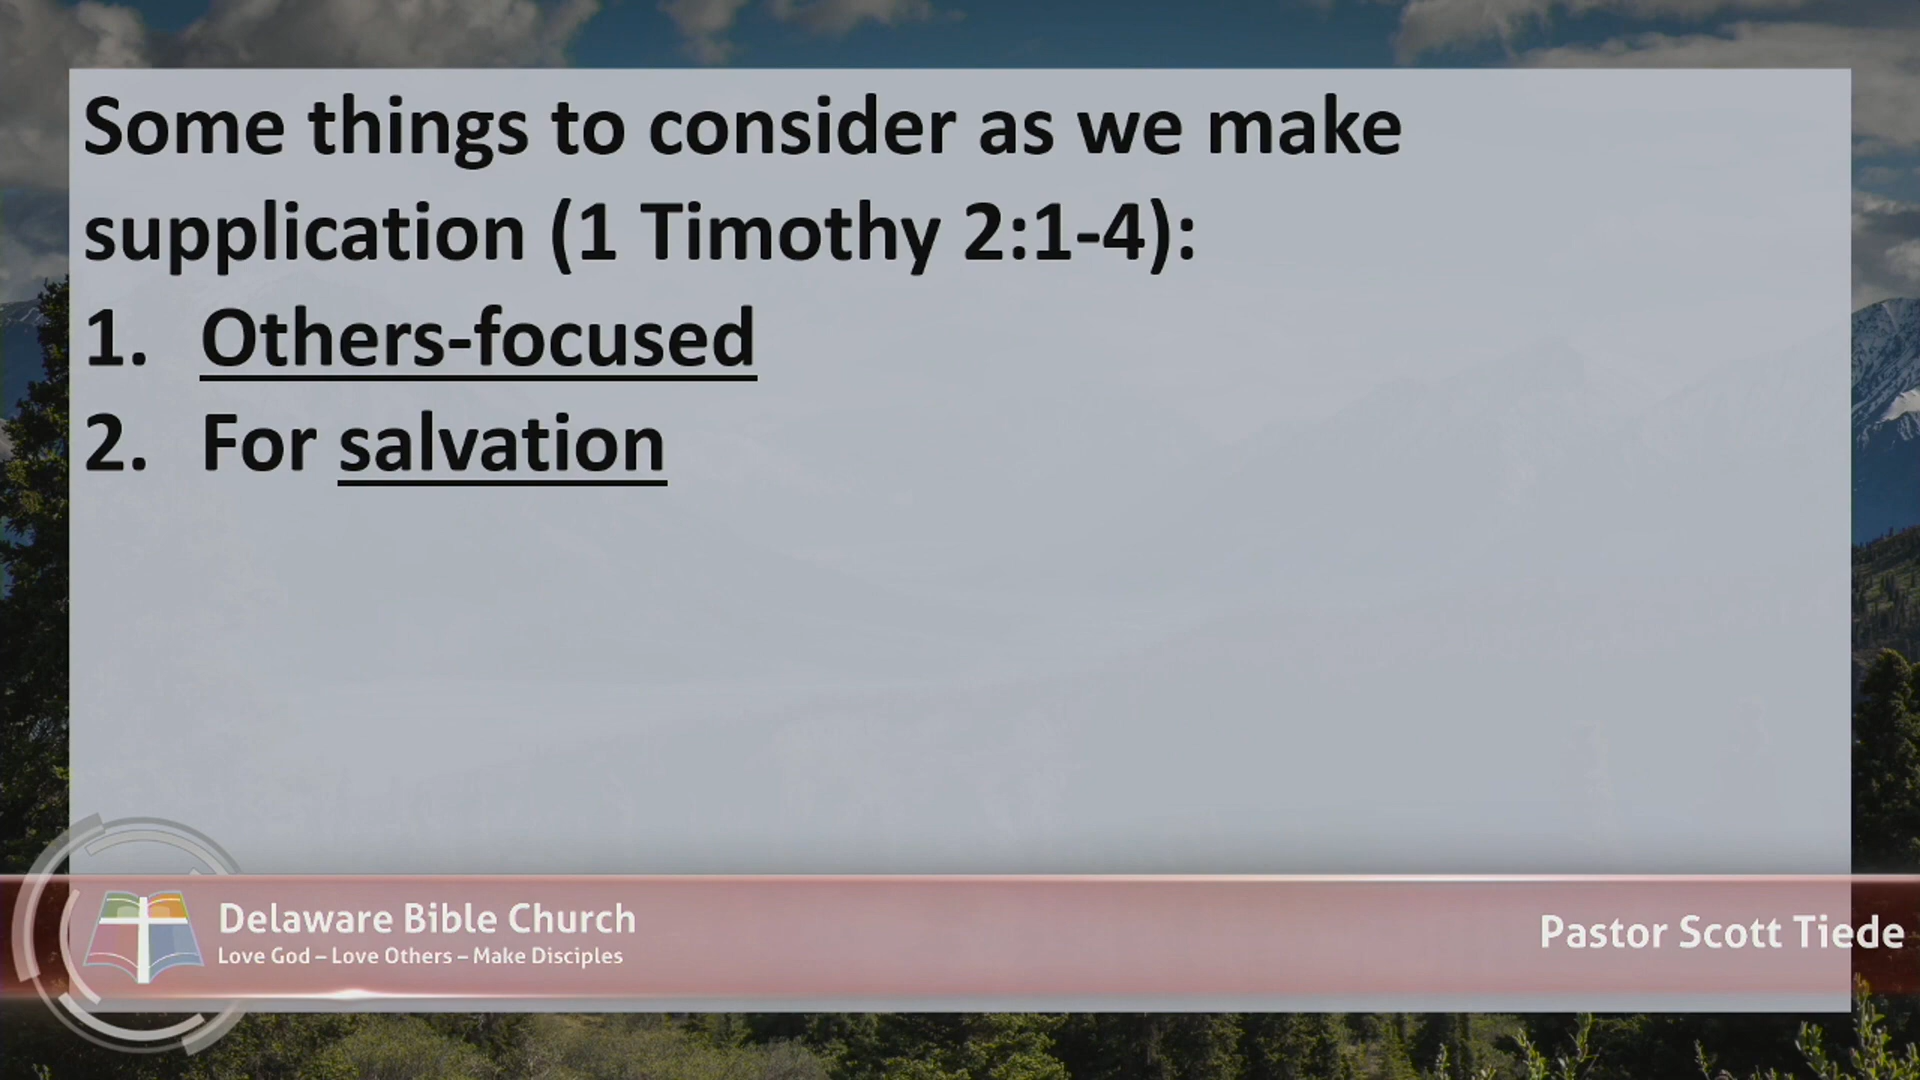 Some things to consider as we make
supplication (1 Timothy 2:1-4):
1. Others-focused
2. For salvation
Delaware Bible Church
Love God – Love Others – Make Disciples
Pastor Scott Tiede